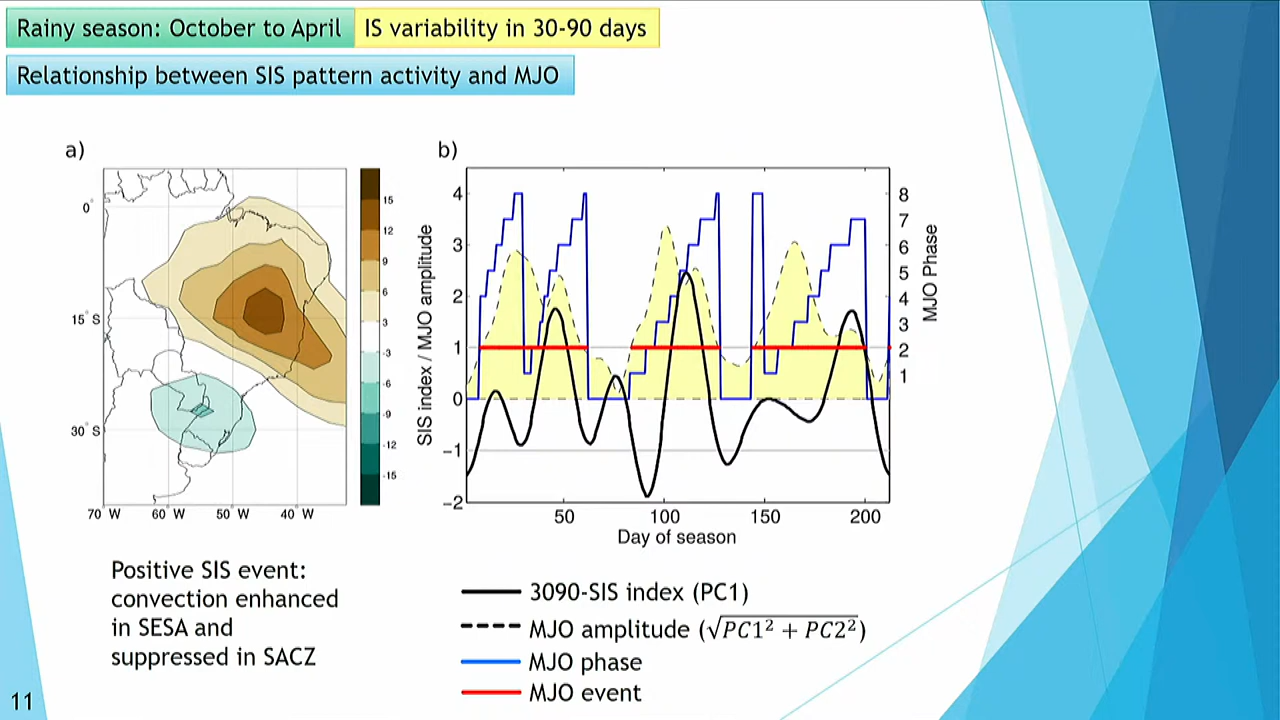 Rainy season: October to April
IS variability in 30-90 days
Relationship between SIS pattern activity and MJO
a)
0°
15° S
30° S
70 W
60° W
50° W
40° W
15
12
9
6
3
-3
-6
-9
-12
-15
b)
SIS index / MJO amplitude
4
3
2
1
0
−1
−2
50
100
150
200
Day of season
8
7
6
5
4
3
2
1
MJO Phase
Positive SIS event:
convection enhanced
in SESA and
suppressed in SACZ
3090-SIS index (PC1)
MJO amplitude (√PC1² + PC2²)
MJO phase
MJO event
11